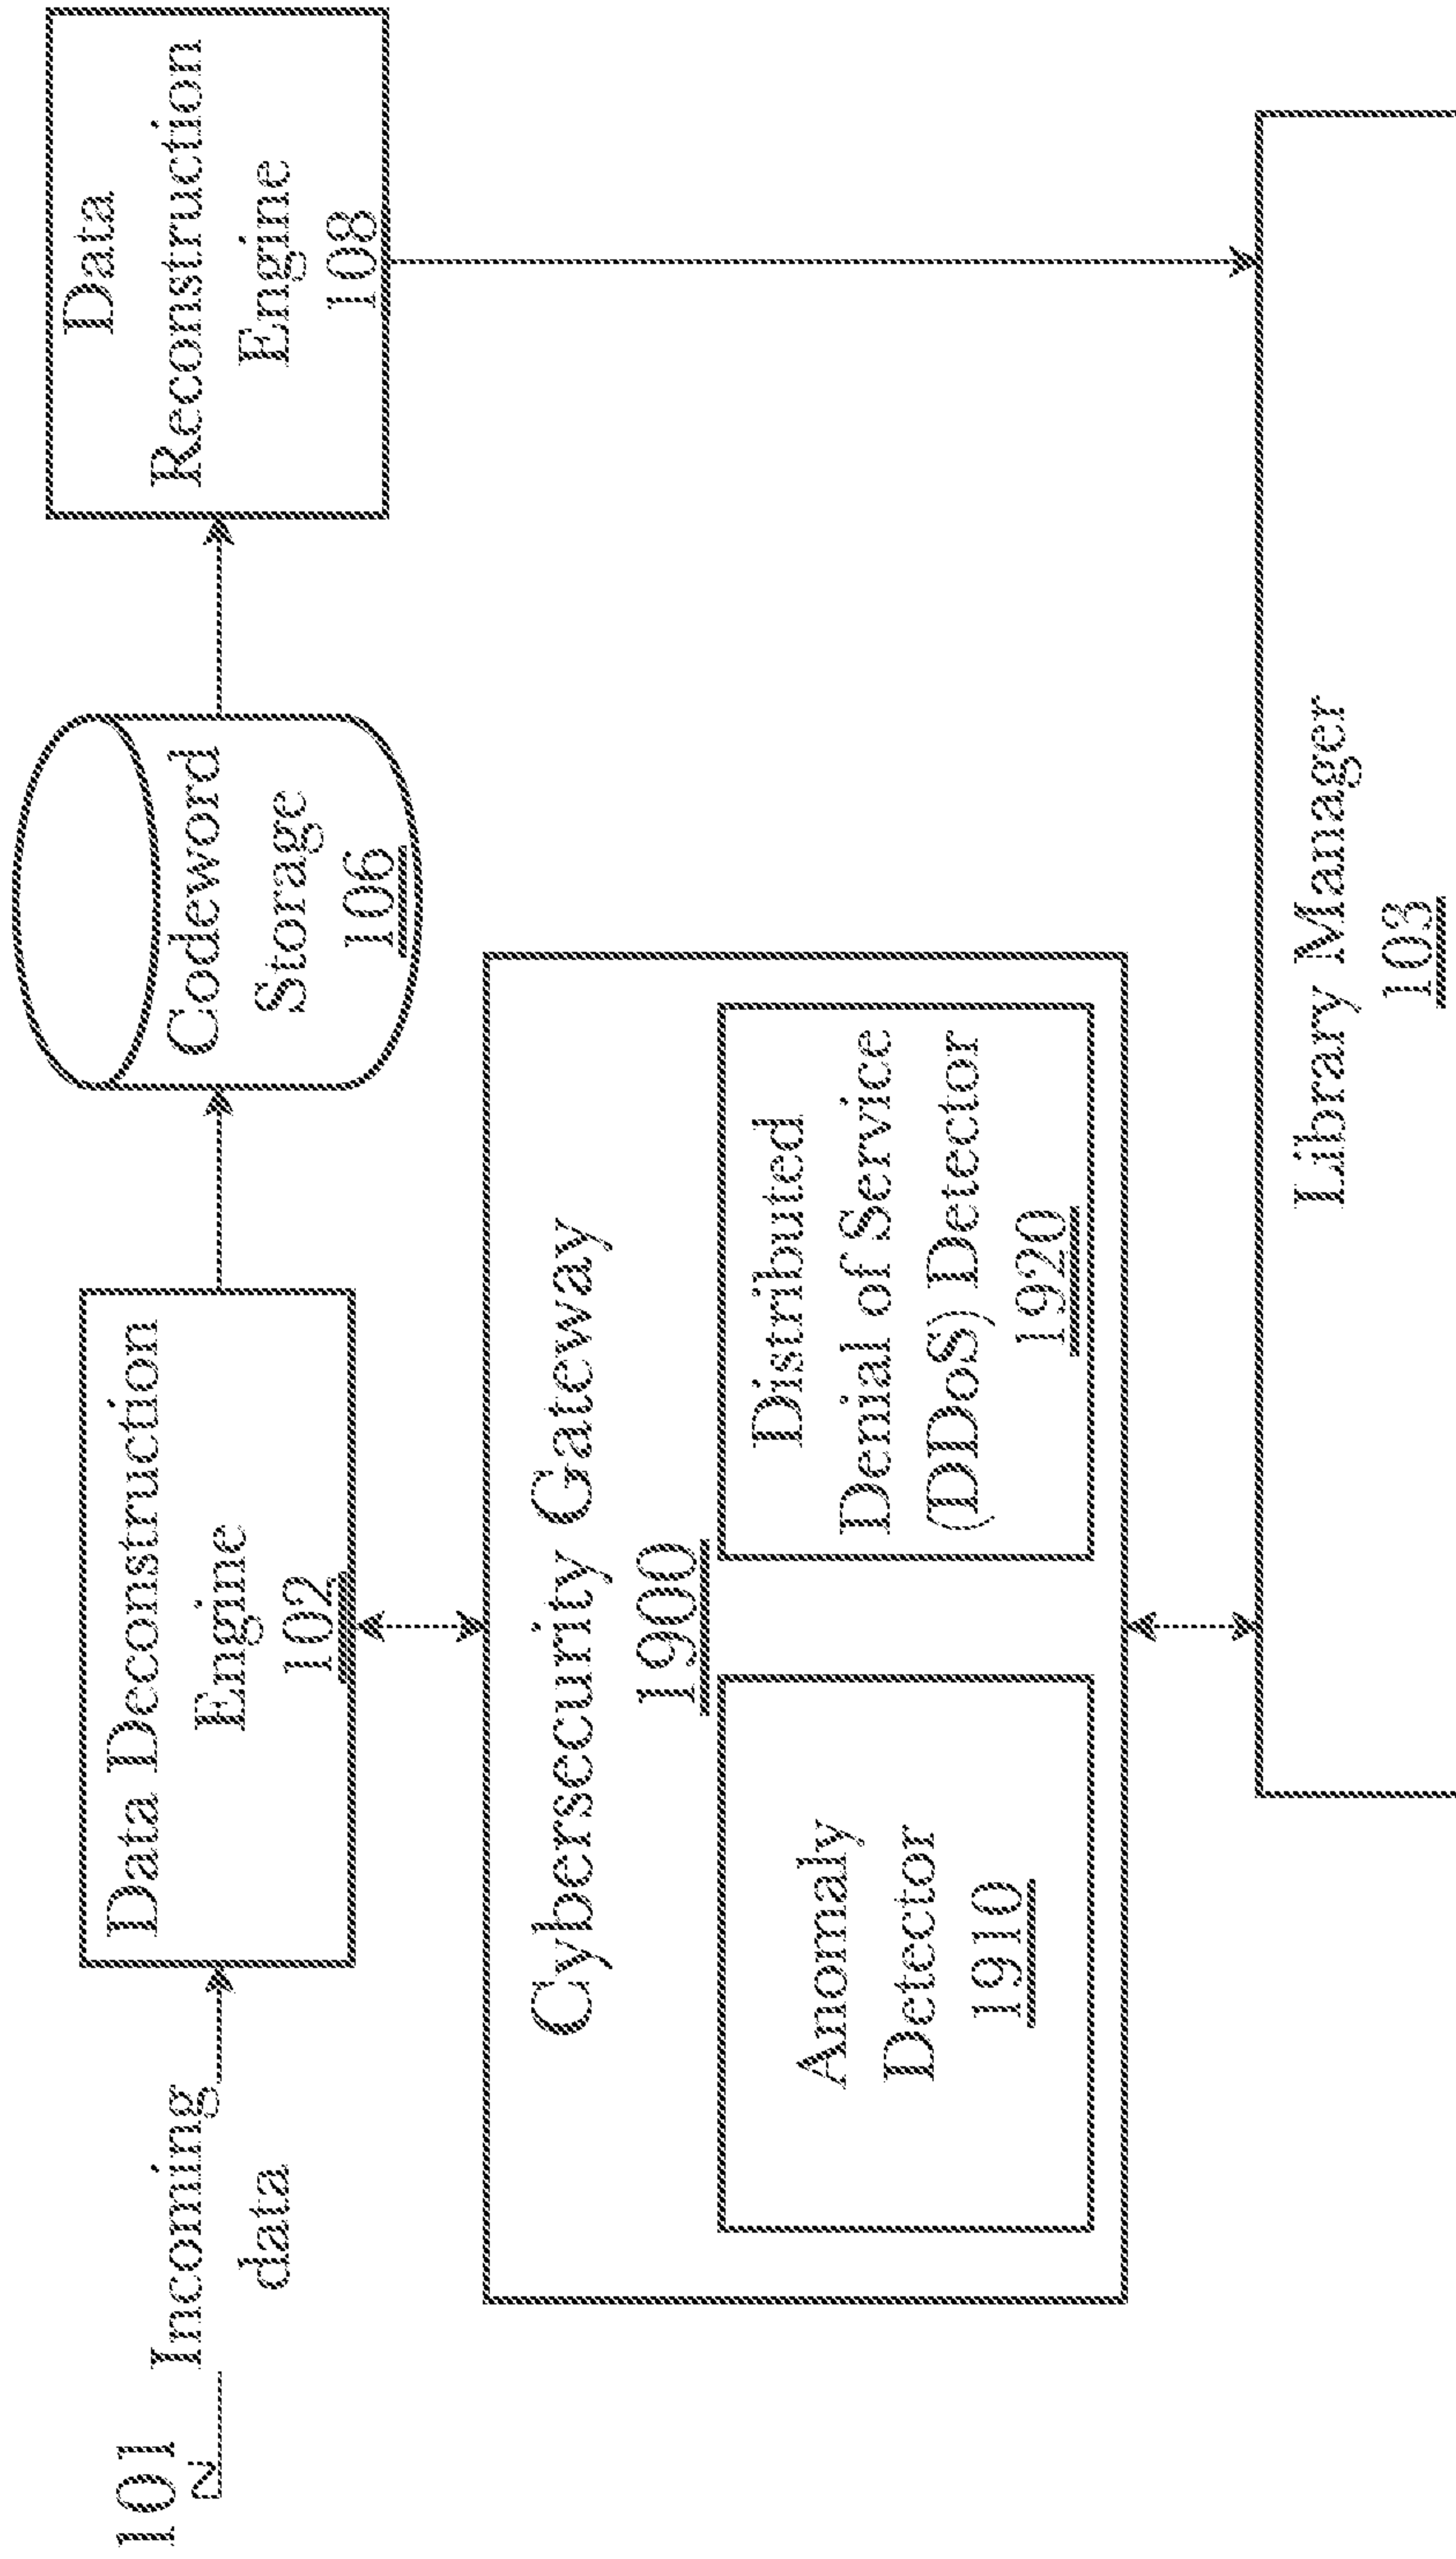 101
Incoming
data
Data Deconstruction
Engine
102
Codeword
Storage
106
Data
Reconstruction
Engine
108
Cybersecurity Gateway
1900
Anomaly
Detector
1910
Distributed
Denial of Service
(DDoS) Detector
1920
Library Manager
103